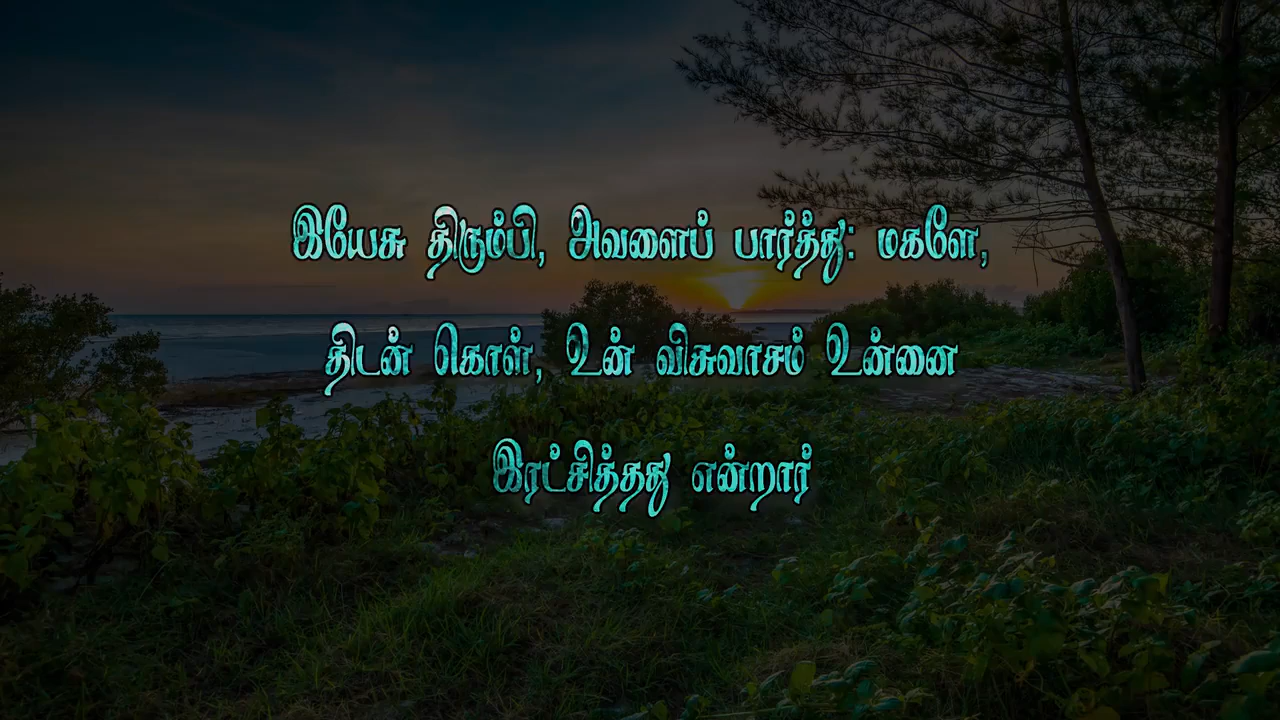 இயேசு திரும்பி, அவளைப் பார்த்து: மகளே,
திடன் கொள், உன் விசுவாசம் உன்னை
இரட்சித்தது என்றார்